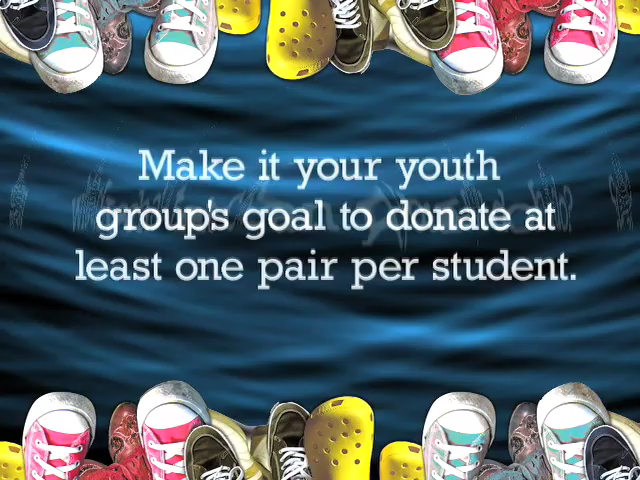 Make it your youth
group's goal to donate at
least one pair per student.